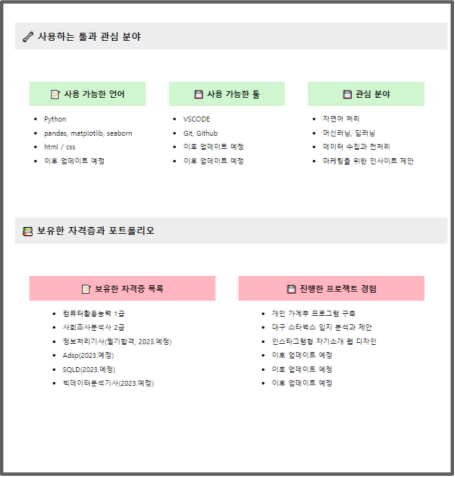 사용하는 툴과 관심 분야
사용 가능한 언어
Python
pandas, matplotlib, seaborn
html / css
이후 업데이트 예정
사용 가능한 툴
VSCODE
Git, Github
이후 업데이트 예정
이후 업데이트 예정
관심 분야
자연어 처리
머신러닝, 딥러닝
데이터 수집과 전처리
마케팅을 위한 인사이트 제안
보유한 자격증과 포트폴리오
보유한 자격증 목록
컴퓨터활용능력 1급
사회조사분석사 2급
정보처리기사(필기합격, 2023.예정)
Adsp(2023.예정)
SQLD(2023.예정)
빅데이터분석기사(2023.예정)
진행한 프로젝트 경험
개인 가계부 프로그램 구축
대구 스타벅스 입지 분석과 제안
인스타그램형 자기소개 웹 디자인
이후 업데이트 예정
이후 업데이트 예정
이후 업데이트 예정